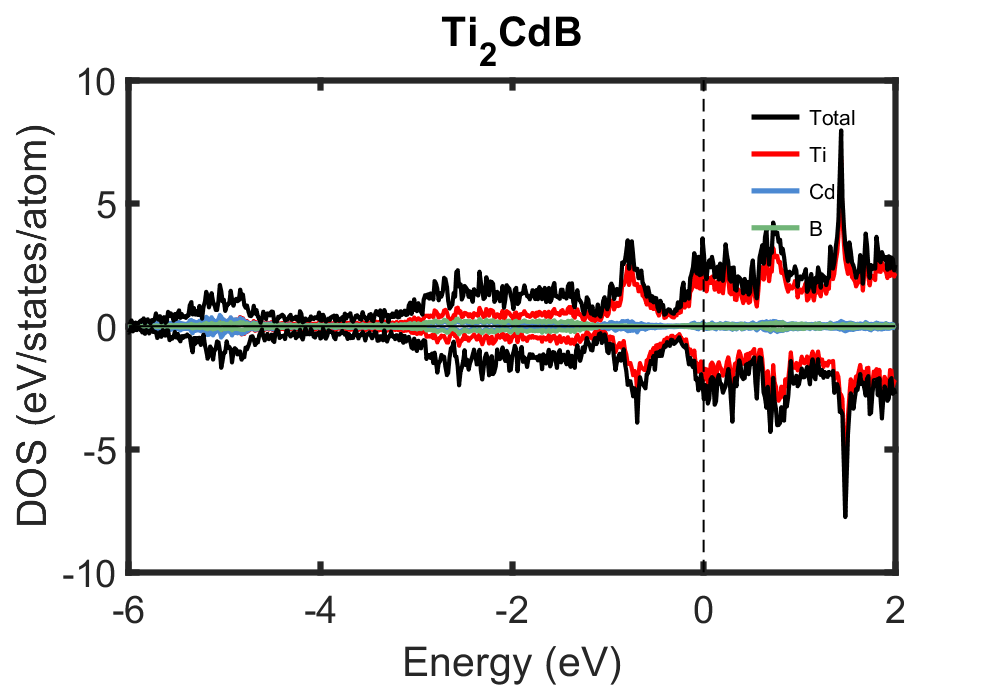 Ti2CdB
10
5
0
-5
-10
DOS (eV/states/atom)
Total
Ti
Cd
B
-6
-4
-2
0
2
Energy (eV)